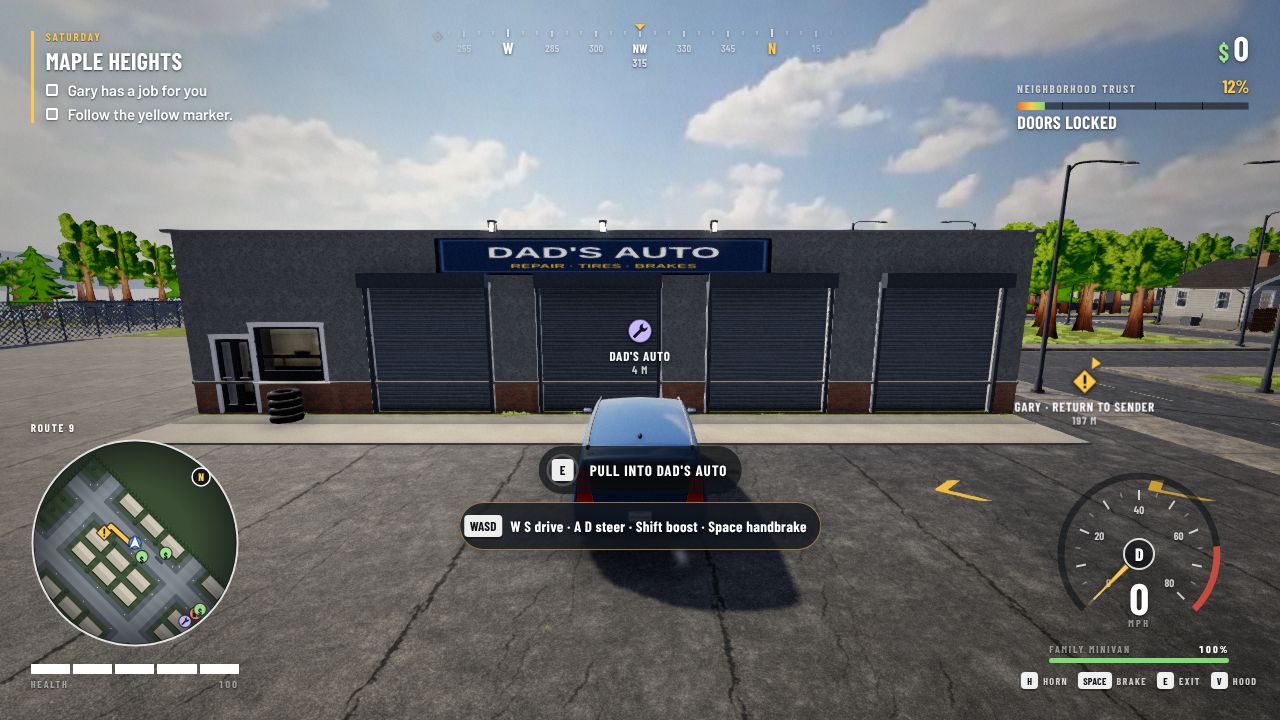 SATURDAY
MAPLE HEIGHTS
Gary has a job for you
Follow the yellow marker.
255 W 285 300 NW 330 345 N 15
315
$0
NEIGHBORHOOD TRUST 12%
DOORS LOCKED
DAD'S AUTO
REPAIR · TIRES · BRAKES
DAD'S AUTO
4 M
GARY · RETURN TO SENDER
197 M
E PULL INTO DAD'S AUTO
WASD W S drive · A D steer · Shift boost · Space handbrake
ROUTE 9
N
HEALTH 100
0 20 40 60 80
D
0
MPH
FAMILY MINIVAN 100%
H HORN SPACE BRAKE E EXIT V HOOD